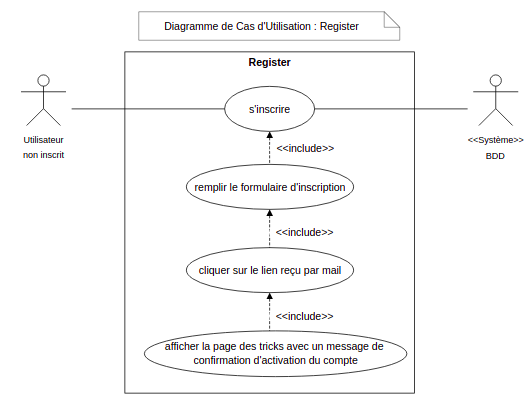 Diagramme de Cas d'Utilisation : Register
Register
s'inscrire
Utilisateur
non inscrit
<<Système>>
BDD
<<include>>
remplir le formulaire d'inscription
<<include>>
cliquer sur le lien reçu par mail
<<include>>
afficher la page des tricks avec un message de
confirmation d'activation du compte